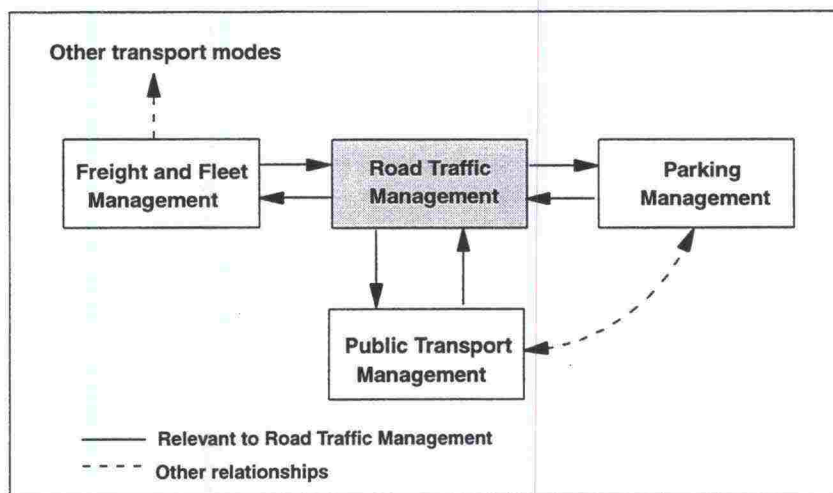 Other transport modes
Freight and Fleet
Management
Road Traffic
Management
Parking
Management
Public Transport
Management
Relevant to Road Traffic Management
Other relationships